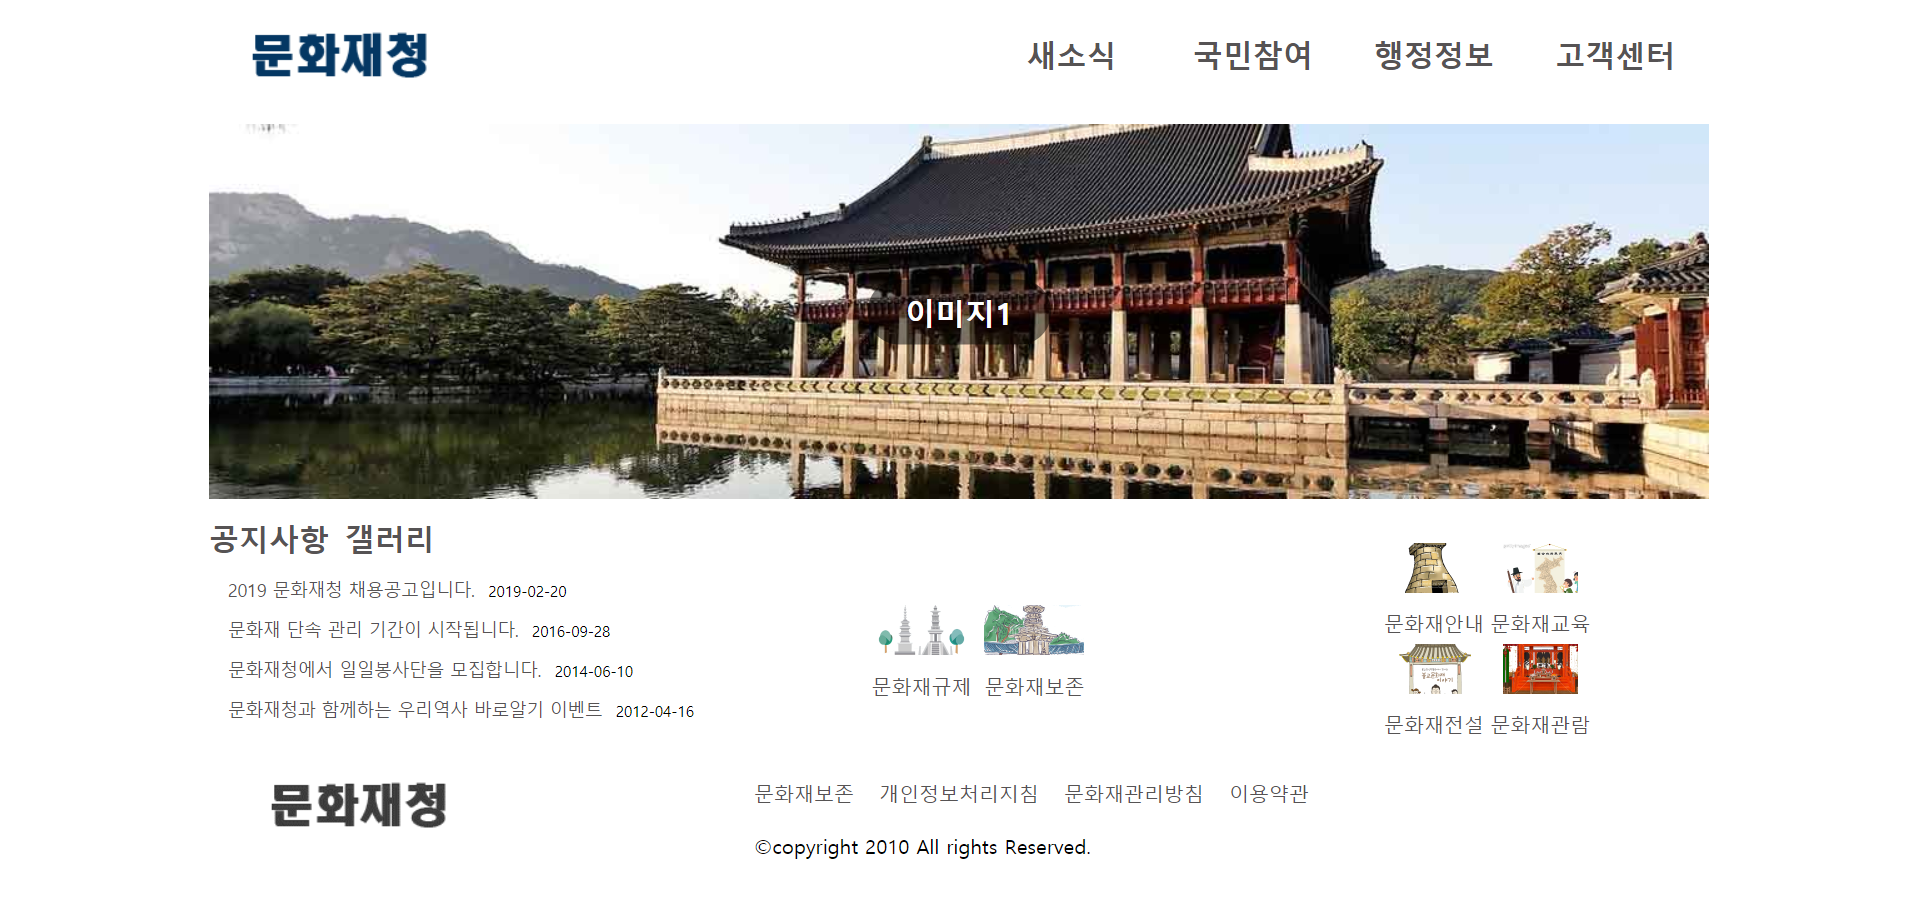 문화재청
새소식 국민참여 행정정보 고객센터
이미지1
공지사항 갤러리
2019 문화재청 채용공고입니다. 2019-02-20
문화재 단속 관리 기간이 시작됩니다. 2016-09-28
문화재청에서 일일봉사단을 모집합니다. 2014-06-10
문화재청과 함께하는 우리역사 바로알기 이벤트 2012-04-16
문화재규제 문화재보존
문화재안내 문화재교육
문화재전설 문화재관람
문화재청
문화재보존 개인정보처리지침 문화재관리방침 이용약관
©copyright 2010 All rights Reserved.